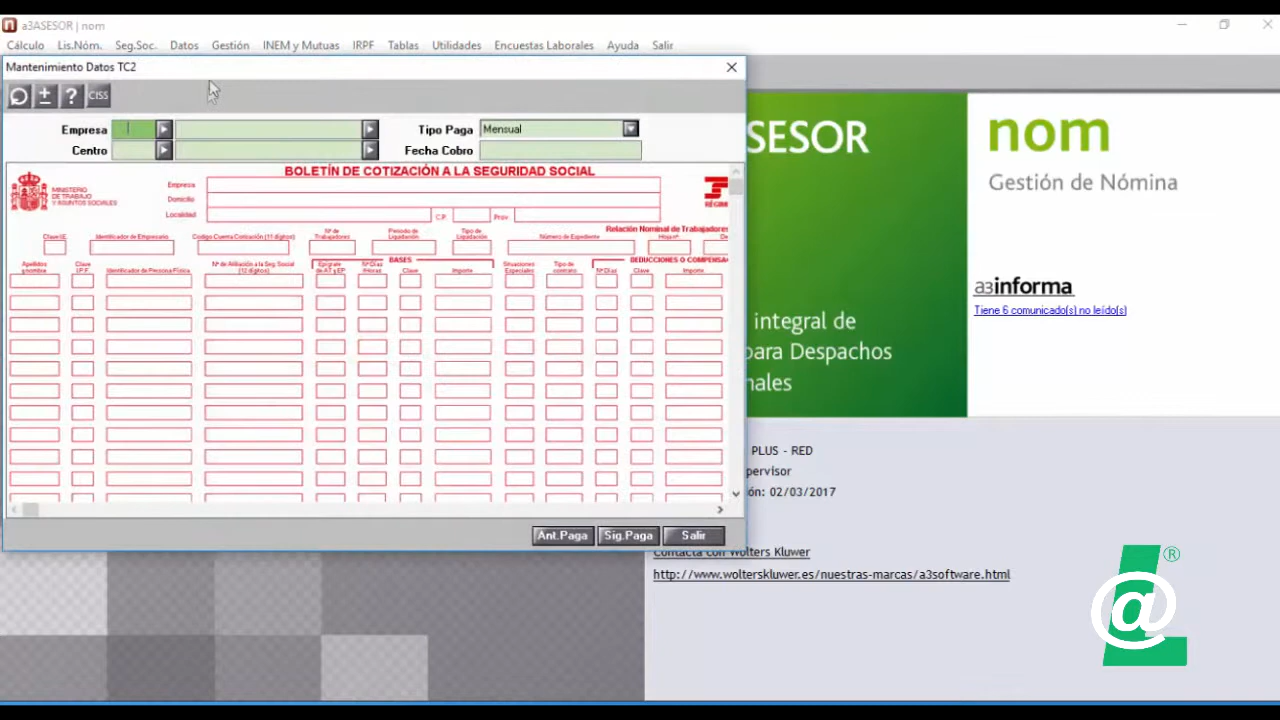 a3ASESOR | nom
Cálculo Lis.Nóm. Seg.Soc. Datos Gestión INEM y Mutuas IRPF Tablas Utilidades Encuestas Laborales Ayuda Salir
Mantenimiento Datos TC2
± ? CISS
Empresa Tipo Paga Mensual
Centro Fecha Cobro
BOLETÍN DE COTIZACIÓN A LA SEGURIDAD SOCIAL
MINISTERIO
DE TRABAJO
Y ASUNTOS SOCIALES
Empresa
Domicilio
Localidad C.P. Prov.
RÉGIME
Relación Nominal de Trabajadores
Clave I.E. Identificador de Empresario Código Cuenta Cotización (11 dígitos) Nº de Trabajadores Período de Liquidación Tipo de Liquidación Número de Expediente Hoja nº. De
BASES DEDUCCIONES O COMPENSA
Apellidos y nombre Clave I.P.F. Identificador de Persona Física Nº de Afiliación a la Seg. Social (12 dígitos) Epígrafe de AT y EP Nº Días /Horas Clave Importe Situaciones Especiales Tipo de contrato Nº Días Clave Importe
Ant.Paga Sig.Paga Salir
ASESOR
integral de
para Despachos
nales
nom
Gestión de Nómina
a3informa
Tiene 6 comunicado(s) no leído(s)
PLUS - RED
pervisor
ón: 02/03/2017
Contacta con Wolters Kluwer
http://www.wolterskluwer.es/nuestras-marcas/a3software.html
L@®